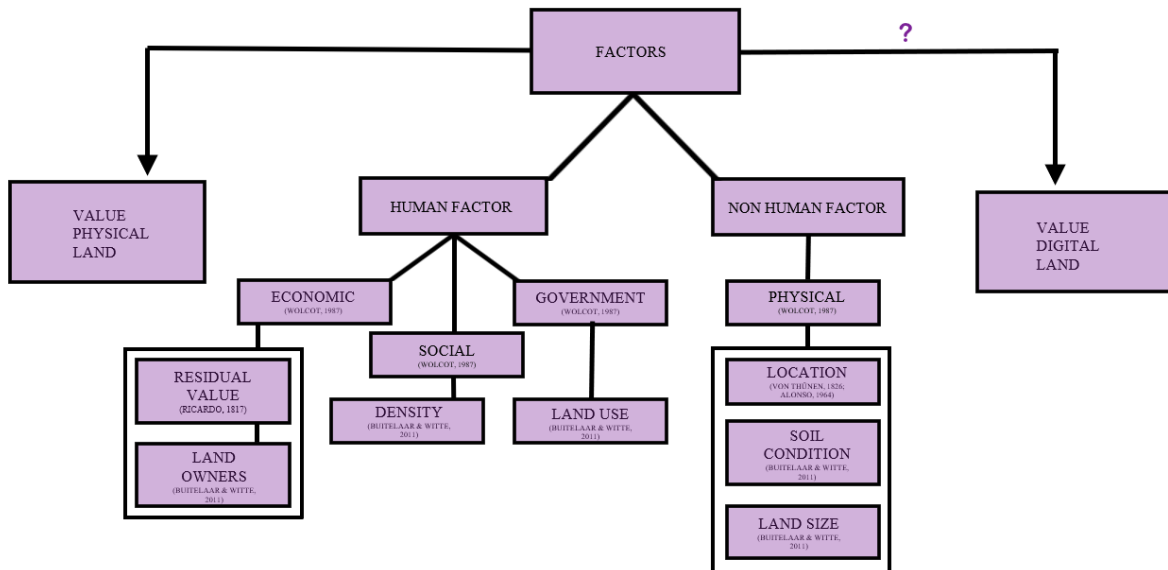 ?
FACTORS
VALUE
PHYSICAL
LAND
HUMAN FACTOR
NON HUMAN FACTOR
VALUE
DIGITAL
LAND
ECONOMIC
(WOLCOT, 1987)
GOVERNMENT
(WOLCOT, 1987)
PHYSICAL
(WOLCOT, 1987)
SOCIAL
(WOLCOT, 1987)
RESIDUAL
VALUE
(RICARDO, 1817)
LOCATION
(VON THÜNEN, 1826;
ALONSO, 1964)
DENSITY
(BUITELAAR & WITTE,
2011)
LAND USE
(BUITELAAR & WITTE,
2011)
LAND
OWNERS
(BUITELAAR & WITTE,
2011)
SOIL
CONDITION
(BUITELAAR & WITTE,
2011)
LAND SIZE
(BUITELAAR & WITTE,
2011)